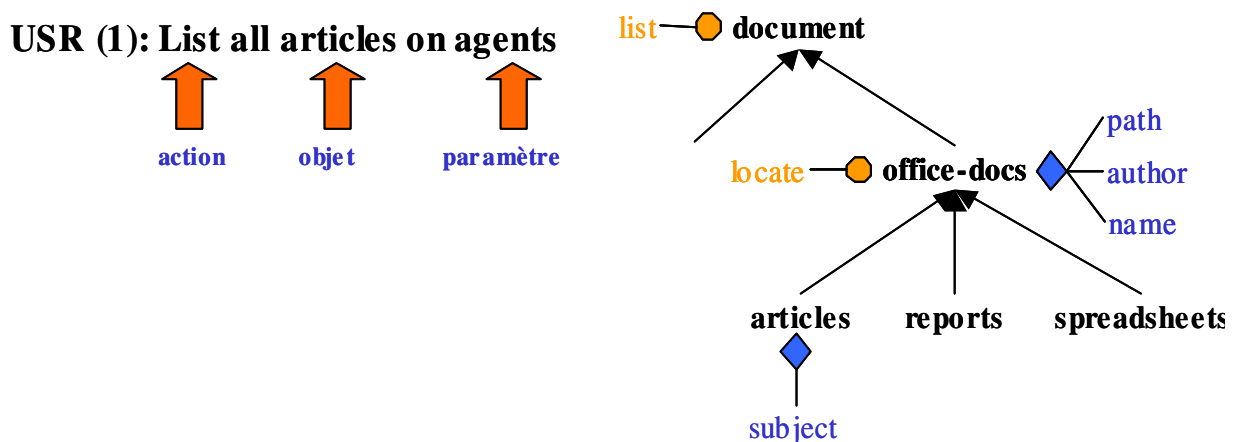 USR (1): List all articles on agents
action objet paramètre
list document
path
locate office-docs author
name
articles reports spreadsheets
subject